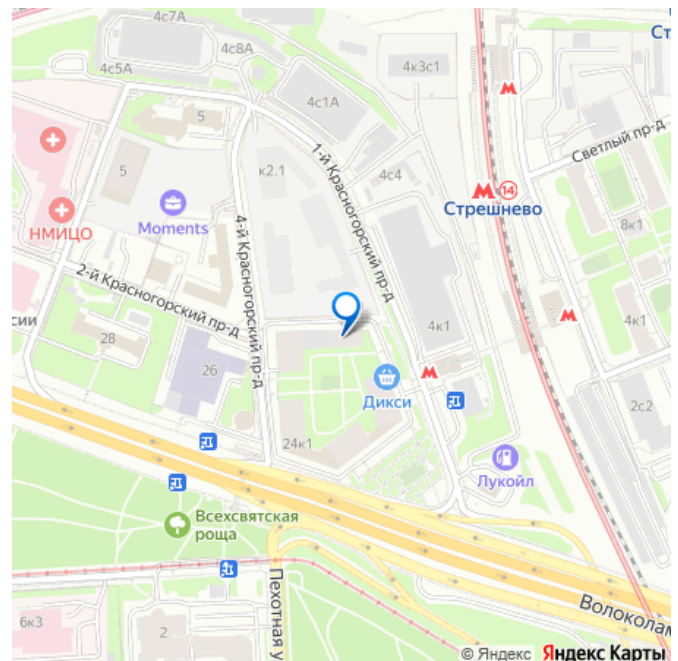 4с7А
4с8А
4с5А
4к3с1
Ст
5
4с1А
1-й Красногорский пр-д
Светлый пр-д
5
к2.1
4с4
14
Стрешнево
НМИЦО
Moments
4-й Красногорский пр-д
8к1
2-й Красногорский пр-д
сии
28
4к1
4к1
26
Дикси
2с2
24к1
Лукойл
Всехсвятская
роща
Пехотная у
6к3
2
Волоколам
© Яндекс Яндекс Карты